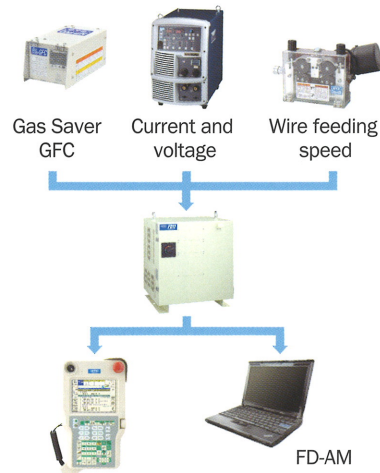 Gas Saver
GFC
Current and
voltage
Wire feeding
speed
FD-AM